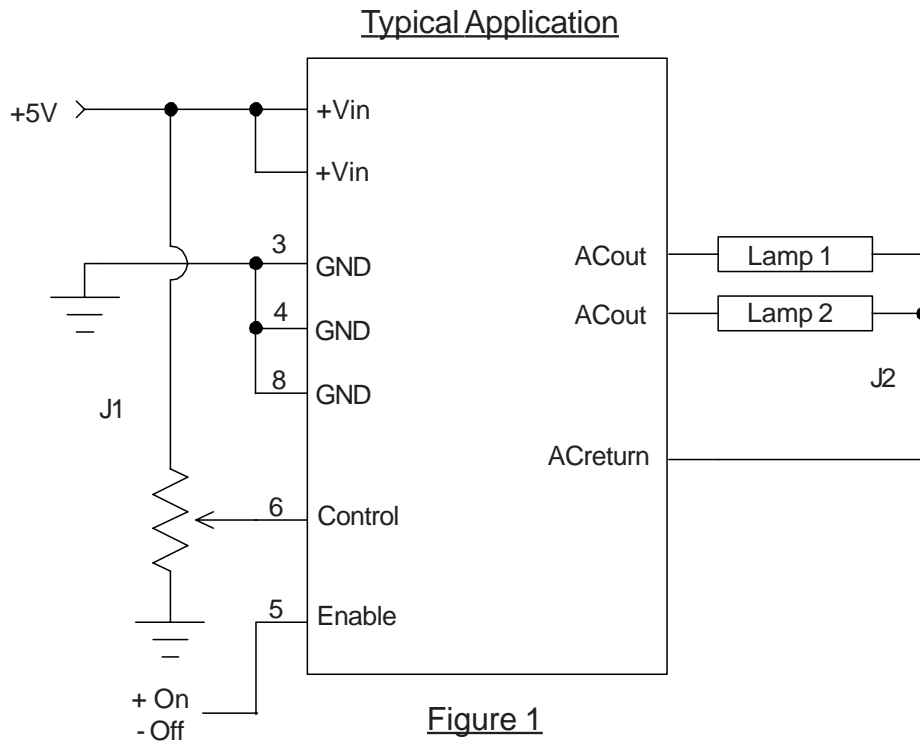 Typical Application
+5V
+Vin
+Vin
3
GND
4
GND
8
GND
J1
6
Control
5
Enable
+ On
- Off
ACout
Lamp 1
ACout
Lamp 2
J2
ACreturn
Figure 1